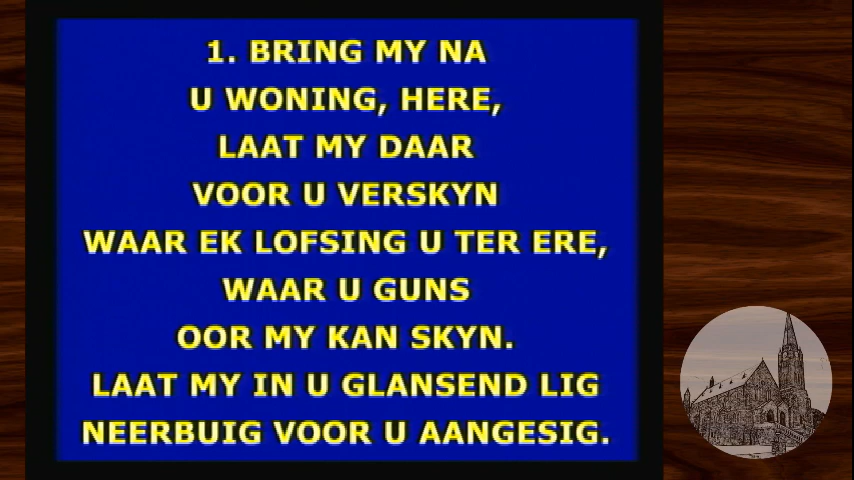 1. BRING MY NA
U WONING, HERE,
LAAT MY DAAR
VOOR U VERSKYN
WAAR EK LOFSING U TER ERE,
WAAR U GUNS
OOR MY KAN SKYN.
LAAT MY IN U GLANSEND LIG
NEERBUIG VOOR U AANGESIG.